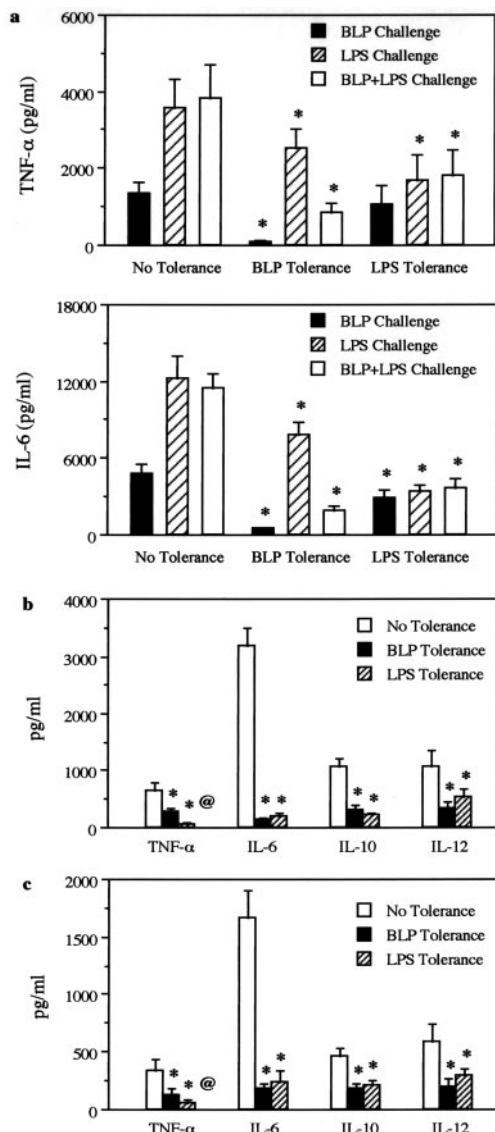 a
6000
4000
2000
0
TNF-α (pg/ml)
BLP Challenge
LPS Challenge
BLP+LPS Challenge
* * * * *
No Tolerance BLP Tolerance LPS Tolerance
18000
12000
6000
0
IL-6 (pg/ml)
BLP Challenge
LPS Challenge
BLP+LPS Challenge
* * * * * *
No Tolerance BLP Tolerance LPS Tolerance
b
4000
3000
2000
1000
0
pg/ml
No Tolerance
BLP Tolerance
LPS Tolerance
* * @ * * * * * *
TNF-α IL-6 IL-10 IL-12
c
2000
1500
1000
500
0
pg/ml
No Tolerance
BLP Tolerance
LPS Tolerance
* * @ * * * * * *
TNF-α IL-6 IL-10 IL-12